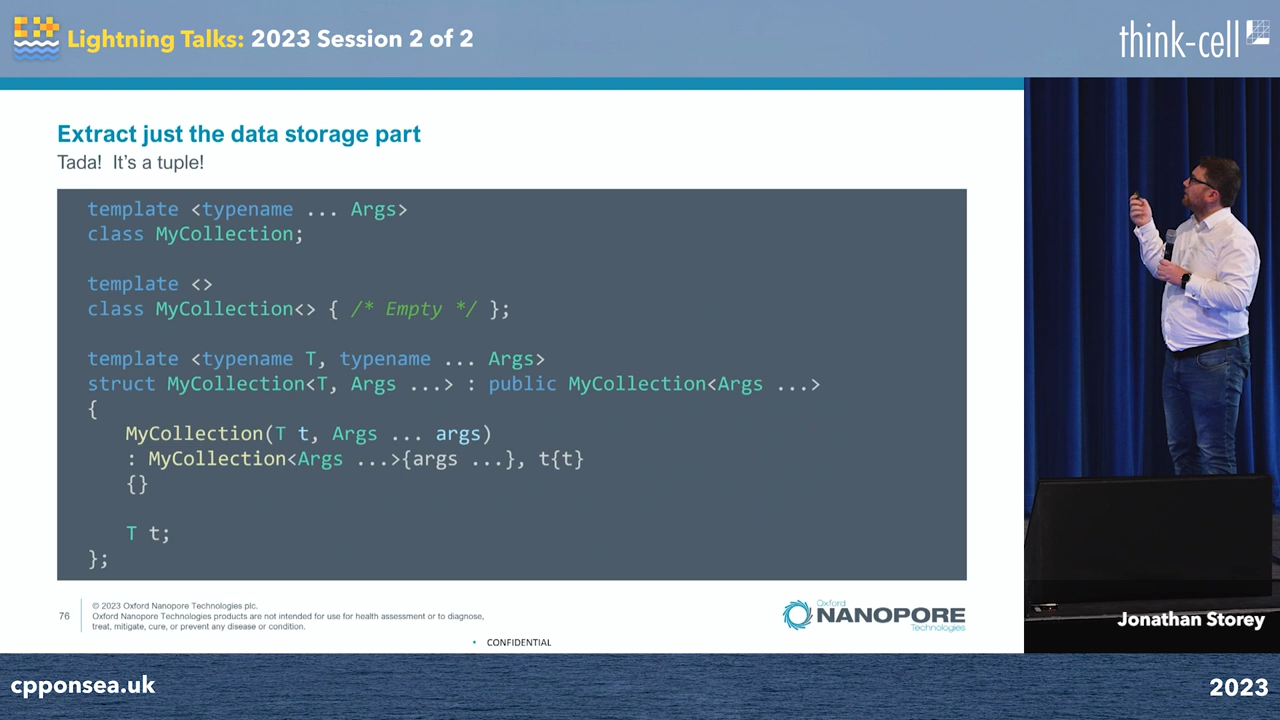 Lightning Talks: 2023 Session 2 of 2
think-cell
Extract just the data storage part
Tada!  It's a tuple!
template <typename ... Args>
class MyCollection;
template <>
class MyCollection<> { /* Empty */ };
template <typename T, typename ... Args>
struct MyCollection<T, Args ...> : public MyCollection<Args ...>
{
MyCollection(T t, Args ... args)
: MyCollection<Args ...>{args ...}, t{t}
{}
T t;
};
76
© 2023 Oxford Nanopore Technologies plc.
Oxford Nanopore Technologies products are not intended for use for health assessment or to diagnose,
treat, mitigate, cure, or prevent any disease or condition.
• CONFIDENTIAL
Oxford
NANOPORE
Technologies
Jonathan Storey
cpponsea.uk
2023